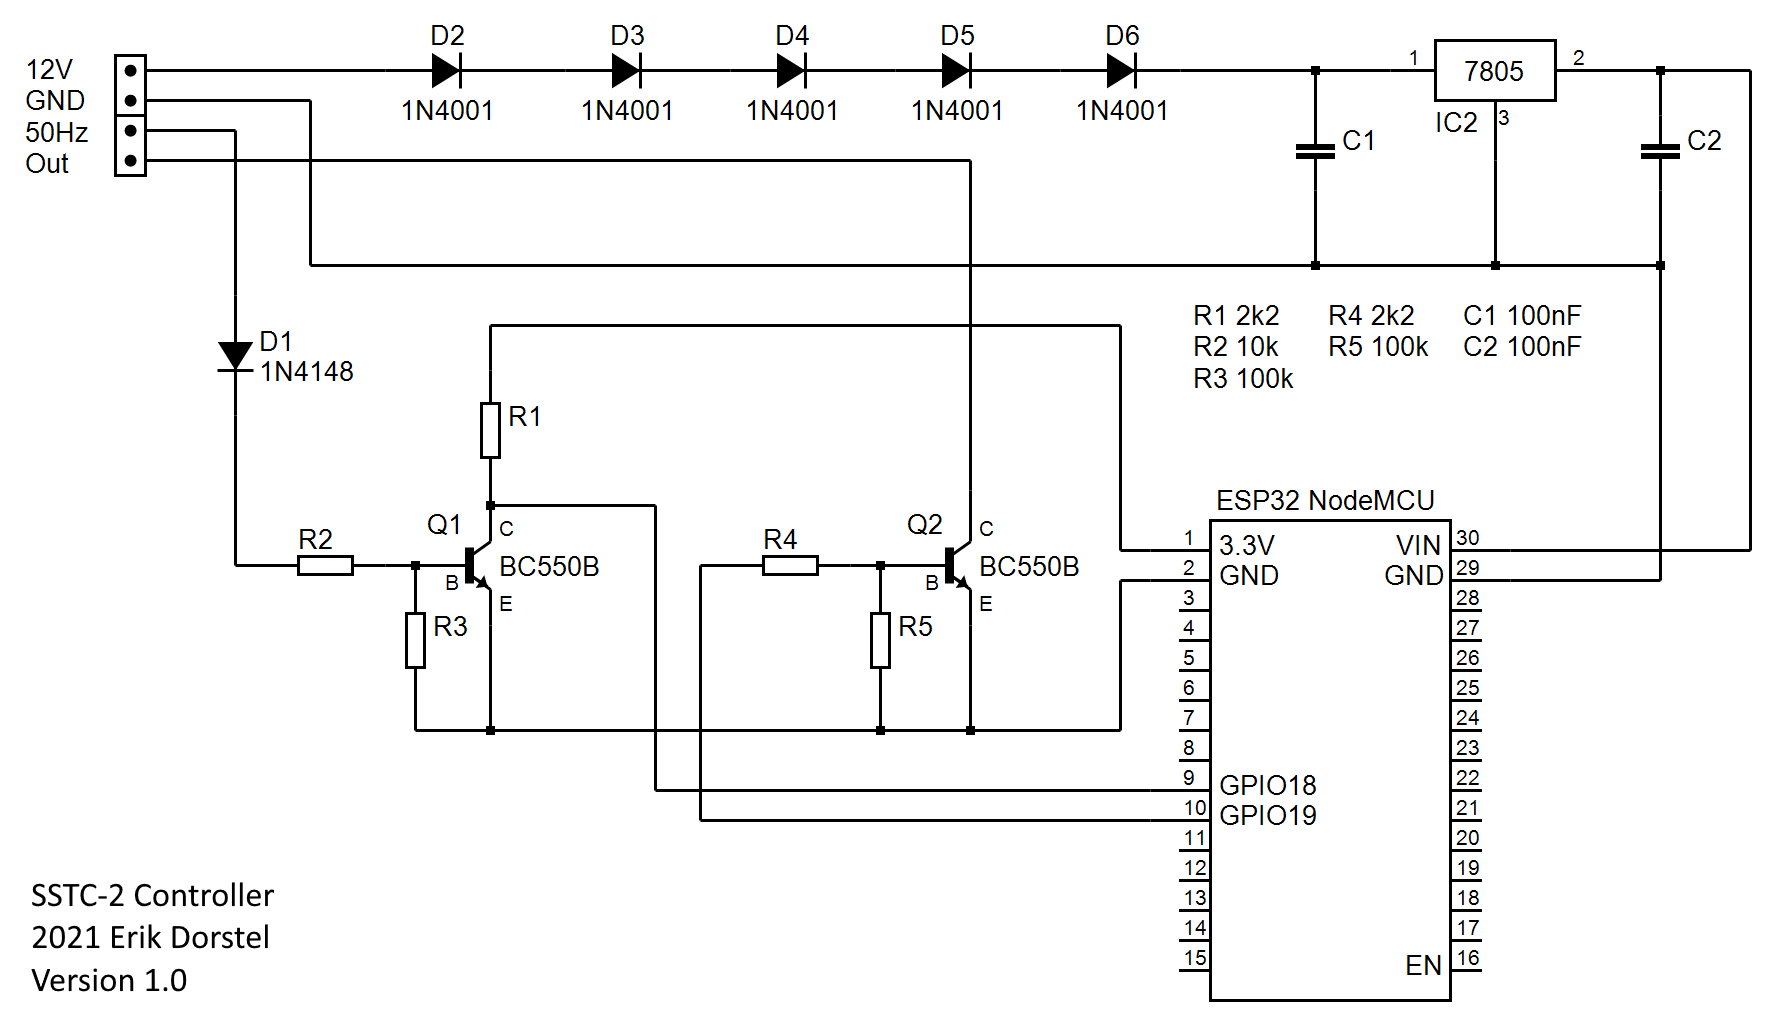 D2 D3 D4 D5 D6
12V
GND
50Hz
Out
1N4001 1N4001 1N4001 1N4001 1N4001
1 7805 2
IC2 3
C1 C2
D1
1N4148
R1 2k2 R4 2k2 C1 100nF
R2 10k R5 100k C2 100nF
R3 100k
R1
Q1 C
R2
BC550B
B
E
R3
Q2 C
R4
BC550B
B
E
R5
ESP32 NodeMCU
1 3.3V VIN 30
2 GND GND 29
3 28
4 27
5 26
6 25
7 24
8 23
9 GPIO18 22
10 GPIO19 21
11 20
12 19
13 18
14 17
15 EN 16
SSTC-2 Controller
2021 Erik Dorstel
Version 1.0